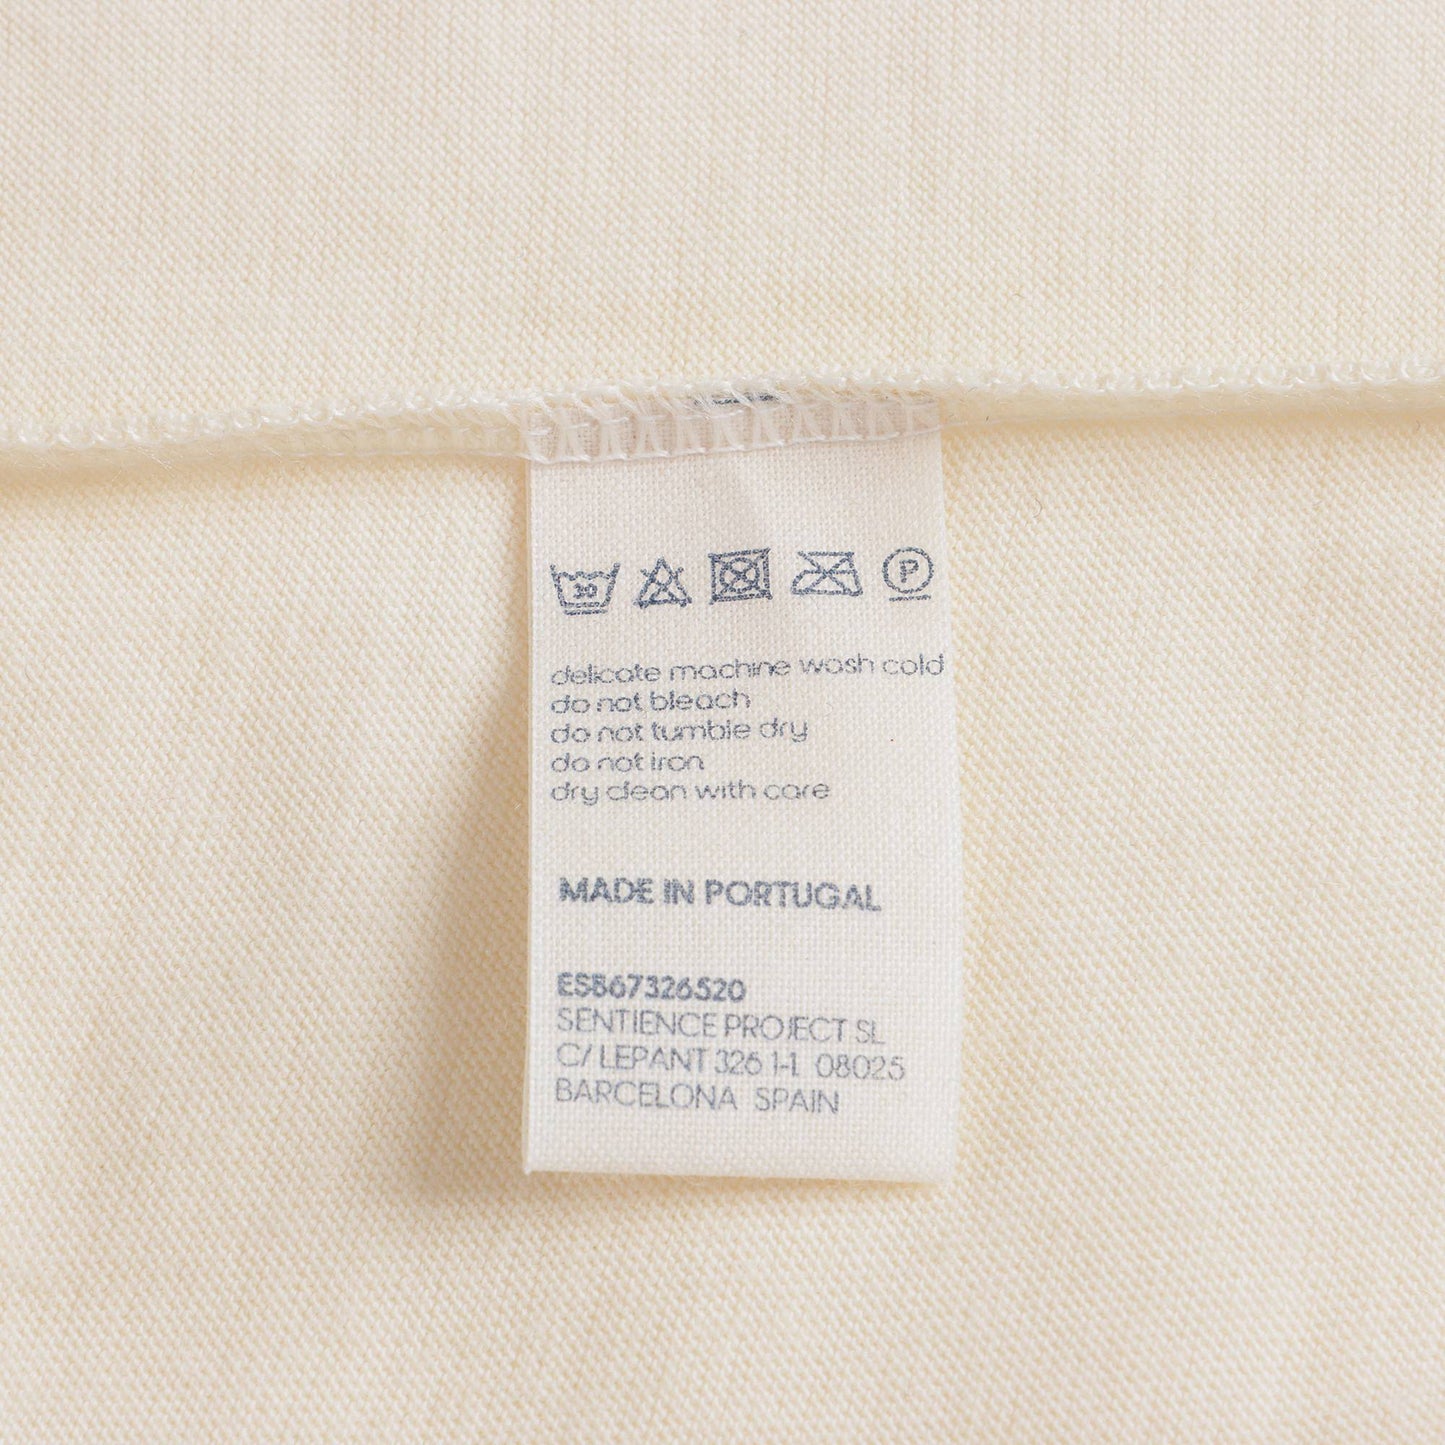 30 P
delicate machine wash cold
do not bleach
do not tumble dry
do not iron
dry clean with care
MADE IN PORTUGAL
ESB67326520
SENTIENCE PROJECT SL
C/ LEPANT 326 1-1 08025
BARCELONA SPAIN